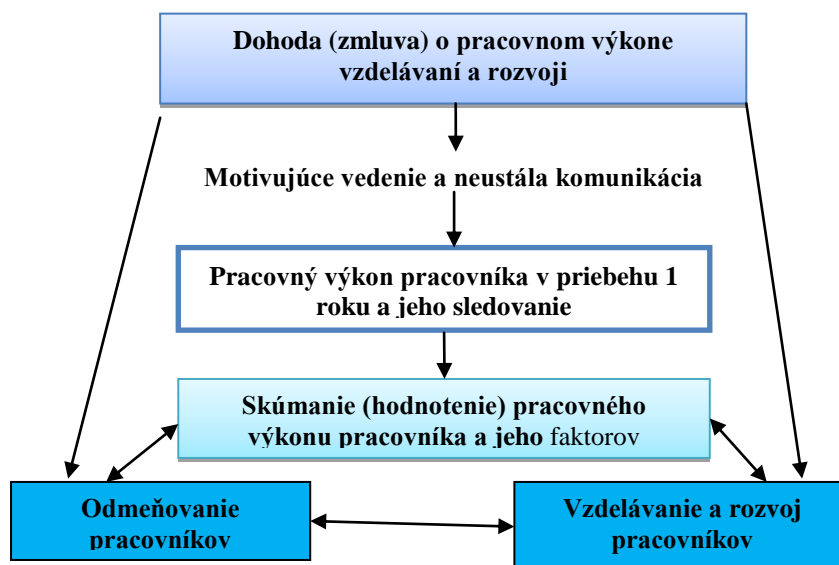 Dohoda (zmluva) o pracovnom výkone
vzdelávaní a rozvoji
Motivujúce vedenie a neustála komunikácia
Pracovný výkon pracovníka v priebehu 1
roku a jeho sledovanie
Skúmanie (hodnotenie) pracovného
výkonu pracovníka a jeho faktorov
Odmeňovanie
pracovníkov
Vzdelávanie a rozvoj
pracovníkov